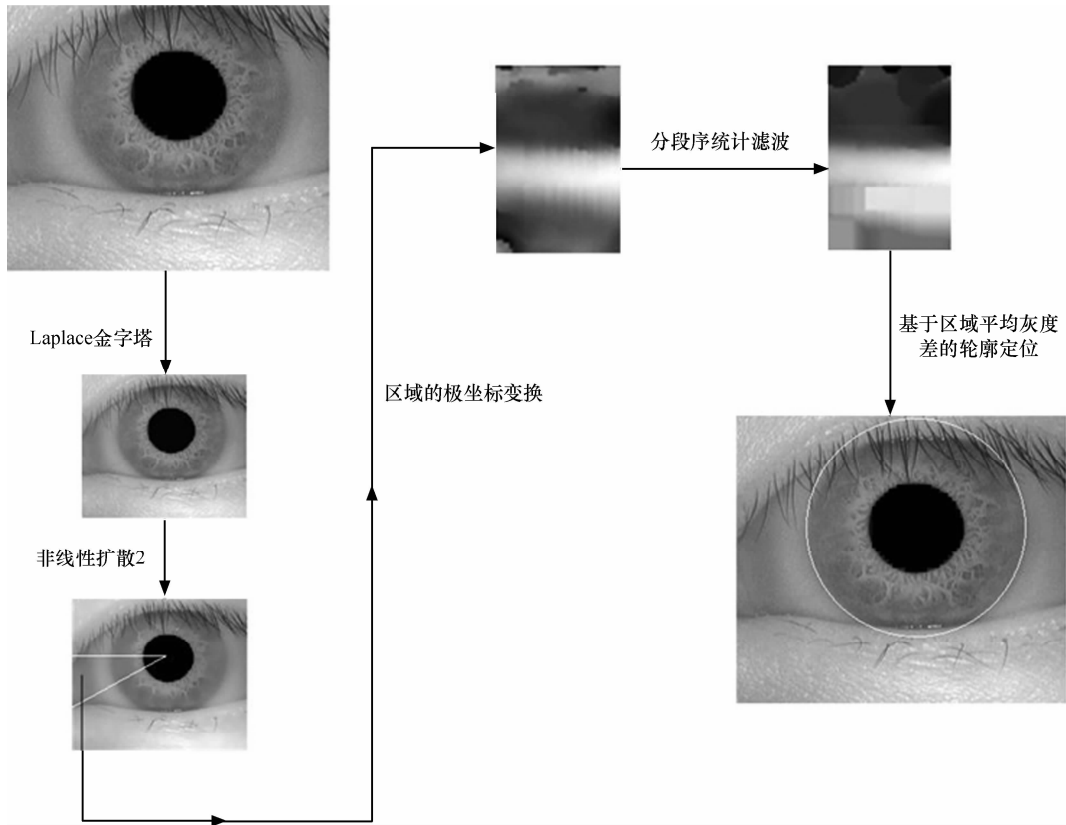 Laplace金字塔
非线性扩散2
区域的极坐标变换
分段序统计滤波
基于区域平均灰度
差的轮廓定位